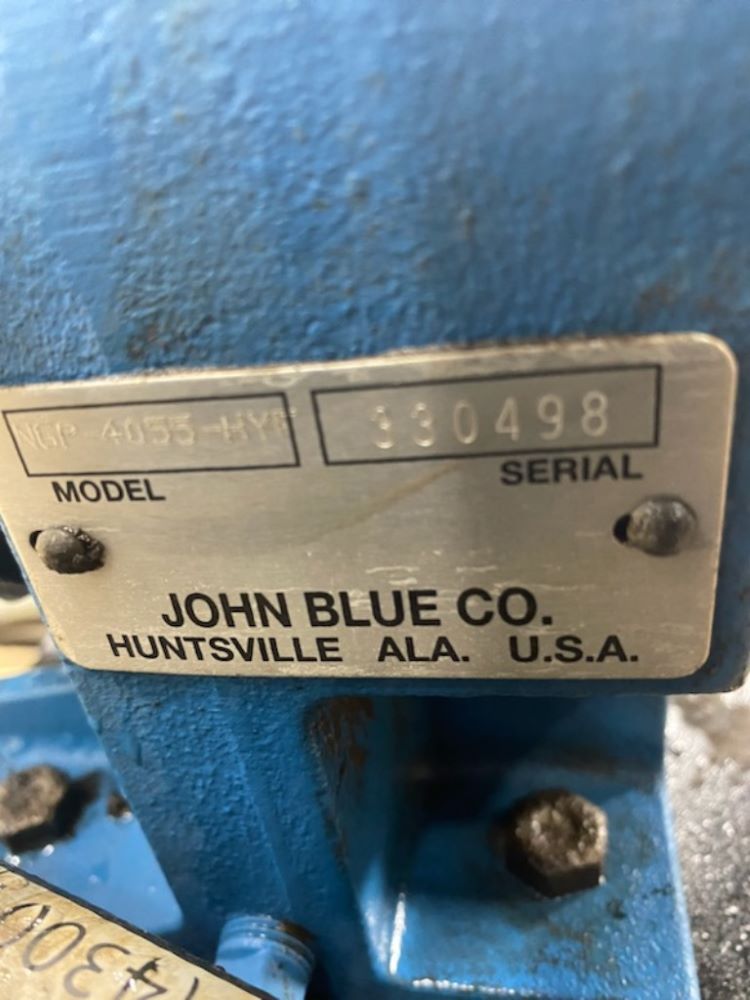 NGP-4055-HYP 330498
MODEL SERIAL
JOHN BLUE CO.
HUNTSVILLE ALA. U.S.A.